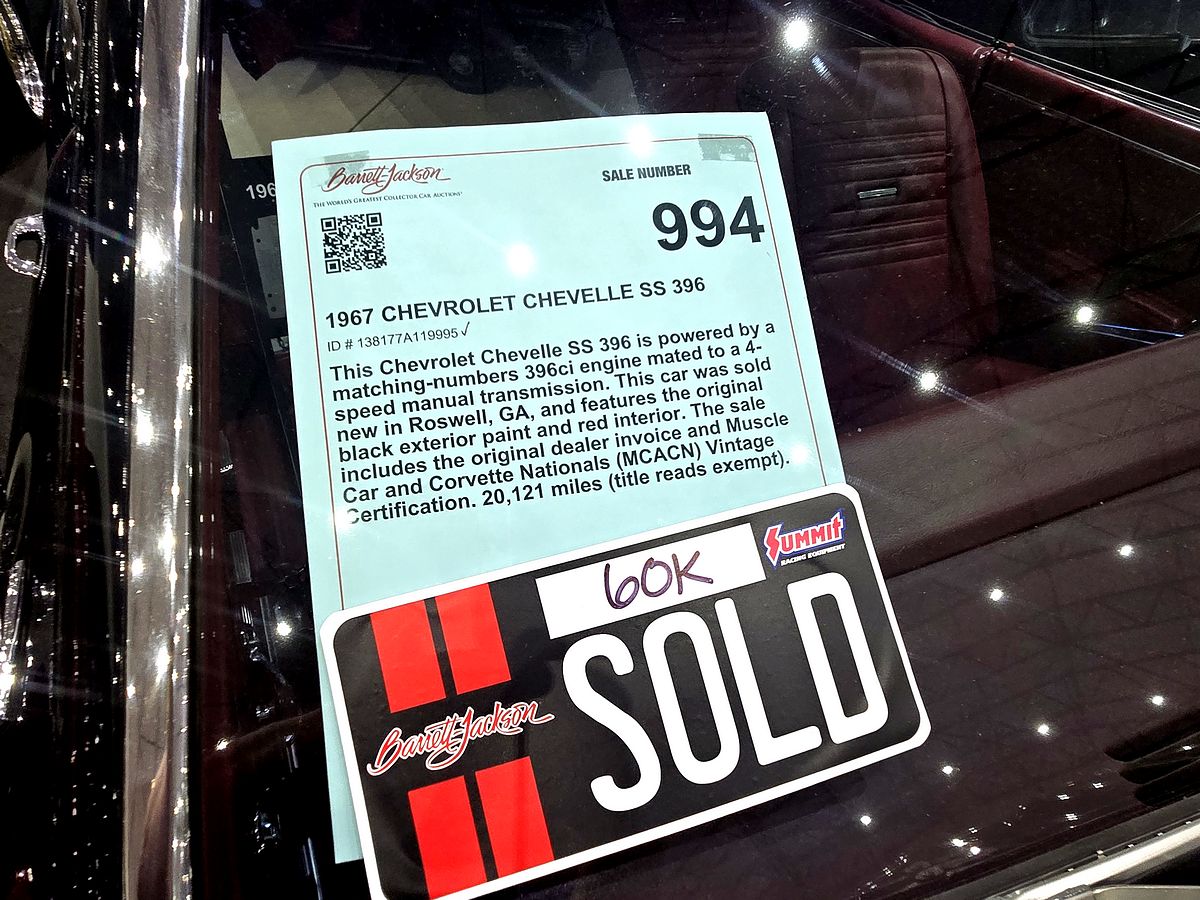 Barrett-Jackson
THE WORLD'S GREATEST COLLECTOR CAR AUCTIONS®
SALE NUMBER
994
196
1967 CHEVROLET CHEVELLE SS 396
ID # 138177A119995 ✓
This Chevrolet Chevelle SS 396 is powered by a
matching-numbers 396ci engine mated to a 4-
speed manual transmission. This car was sold
new in Roswell, GA, and features the original
black exterior paint and red interior. The sale
includes the original dealer invoice and Muscle
Car and Corvette Nationals (MCACN) Vintage
Certification. 20,121 miles (title reads exempt).
60K
SUMMIT
RACING EQUIPMENT
SOLD
Barrett-Jackson